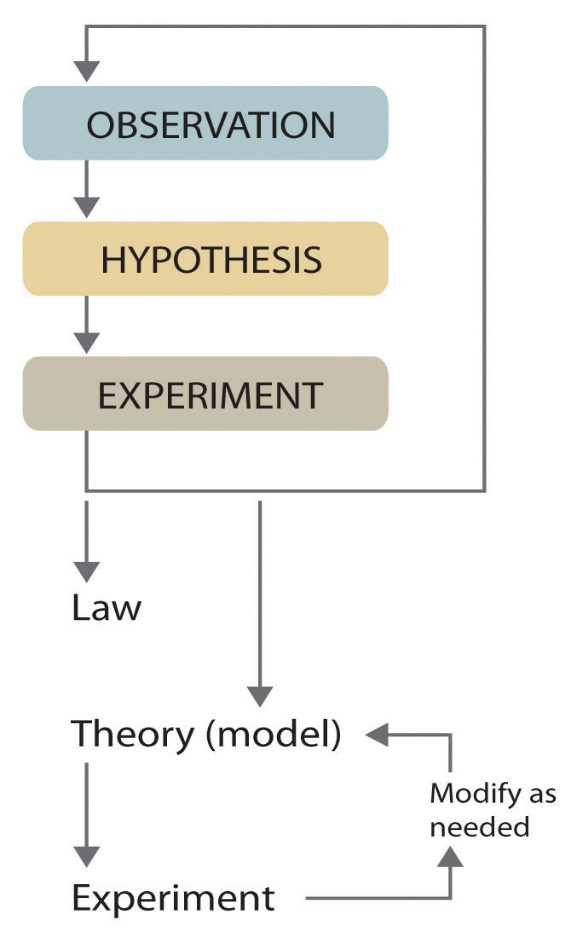 OBSERVATION
HYPOTHESIS
EXPERIMENT
Law
Theory (model)
Modify as
needed
Experiment